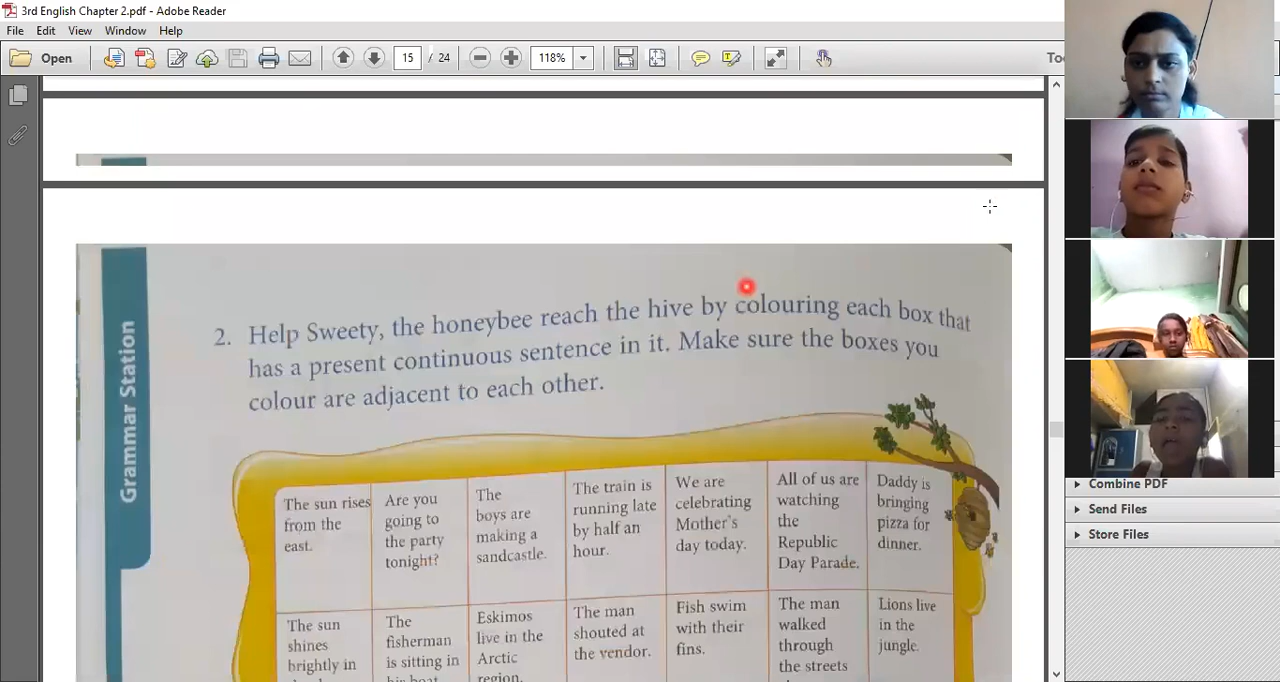 3rd English Chapter 2.pdf - Adobe Reader
File Edit View Window Help
Open 15 / 24 118%
Grammar Station
2. Help Sweety, the honeybee reach the hive by colouring each box that
has a present continuous sentence in it. Make sure the boxes you
colour are adjacent to each other.
The sun rises
from the
east.
Are you
going to
the party
tonight?
The
boys are
making a
sandcastle.
The train is
running late
by half an
hour.
We are
celebrating
Mother's
day today.
All of us are
watching
the
Republic
Day Parade.
Daddy is
bringing
pizza for
dinner.
The sun
shines
brightly in
The
fisherman
is sitting in
his boat
Eskimos
live in the
Arctic
region.
The man
shouted at
the vendor.
Fish swim
with their
fins.
The man
walked
through
the streets
Lions live
in the
jungle.
Combine PDF
Send Files
Store Files